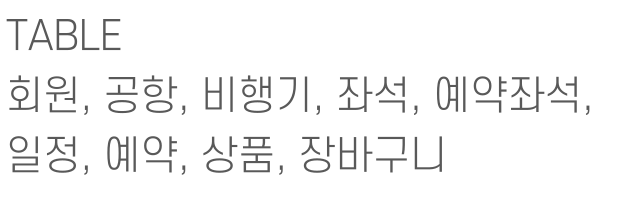 TABLE
회원, 공항, 비행기, 좌석, 예약좌석,
일정, 예약, 상품, 장바구니